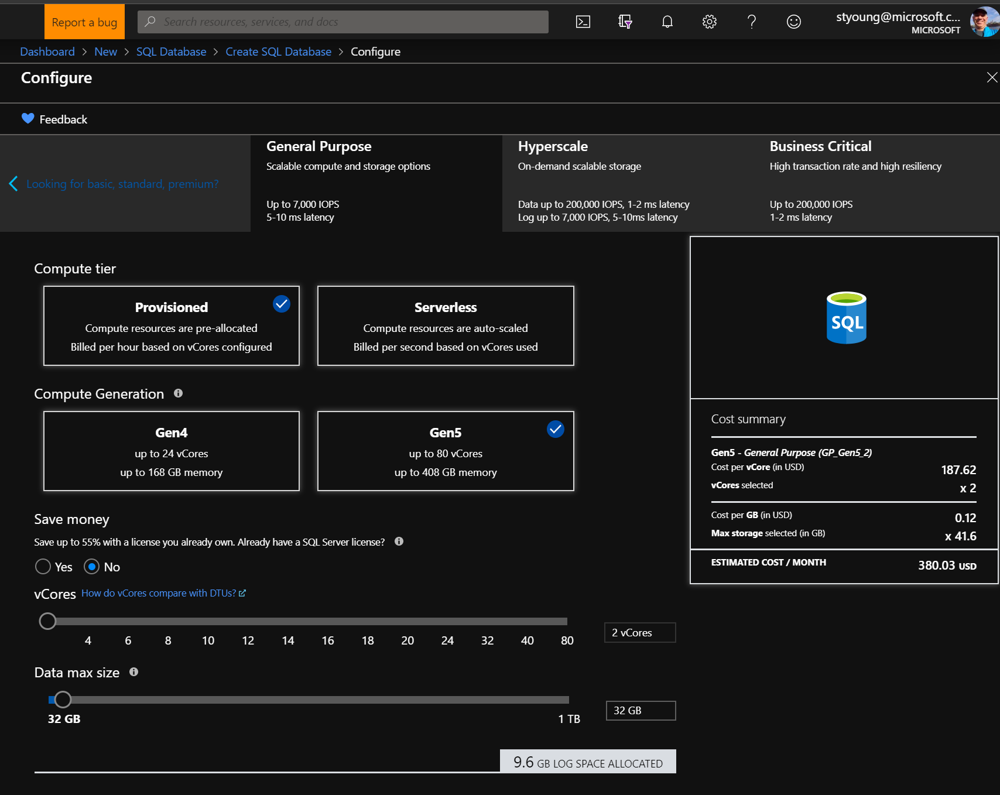 Report a bug
Search resources, services, and docs
styoung@microsoft.c...
MICROSOFT
Dashboard > New > SQL Database > Create SQL Database > Configure
Configure
Feedback
Looking for basic, standard, premium?
General Purpose
Scalable compute and storage options
Up to 7,000 IOPS
5-10 ms latency
Hyperscale
On-demand scalable storage
Data up to 200,000 IOPS, 1-2 ms latency
Log up to 7,000 IOPS, 5-10ms latency
Business Critical
High transaction rate and high resiliency
Up to 200,000 IOPS
1-2 ms latency
Compute tier
Provisioned
Compute resources are pre-allocated
Billed per hour based on vCores configured
Serverless
Compute resources are auto-scaled
Billed per second based on vCores used
Compute Generation
Gen4
up to 24 vCores
up to 168 GB memory
Gen5
up to 80 vCores
up to 408 GB memory
Save money
Save up to 55% with a license you already own. Already have a SQL Server license?
Yes No
vCores How do vCores compare with DTUs?
4 6 8 10 12 14 16 18 20 24 32 40 80
2 vCores
Data max size
32 GB 1 TB
32 GB
9.6 GB LOG SPACE ALLOCATED
SQL
Cost summary
Gen5 - General Purpose (GP_Gen5_2)
Cost per vCore (in USD) 187.62
vCores selected x 2
Cost per GB (in USD) 0.12
Max storage selected (in GB) x 41.6
ESTIMATED COST / MONTH 380.03 USD